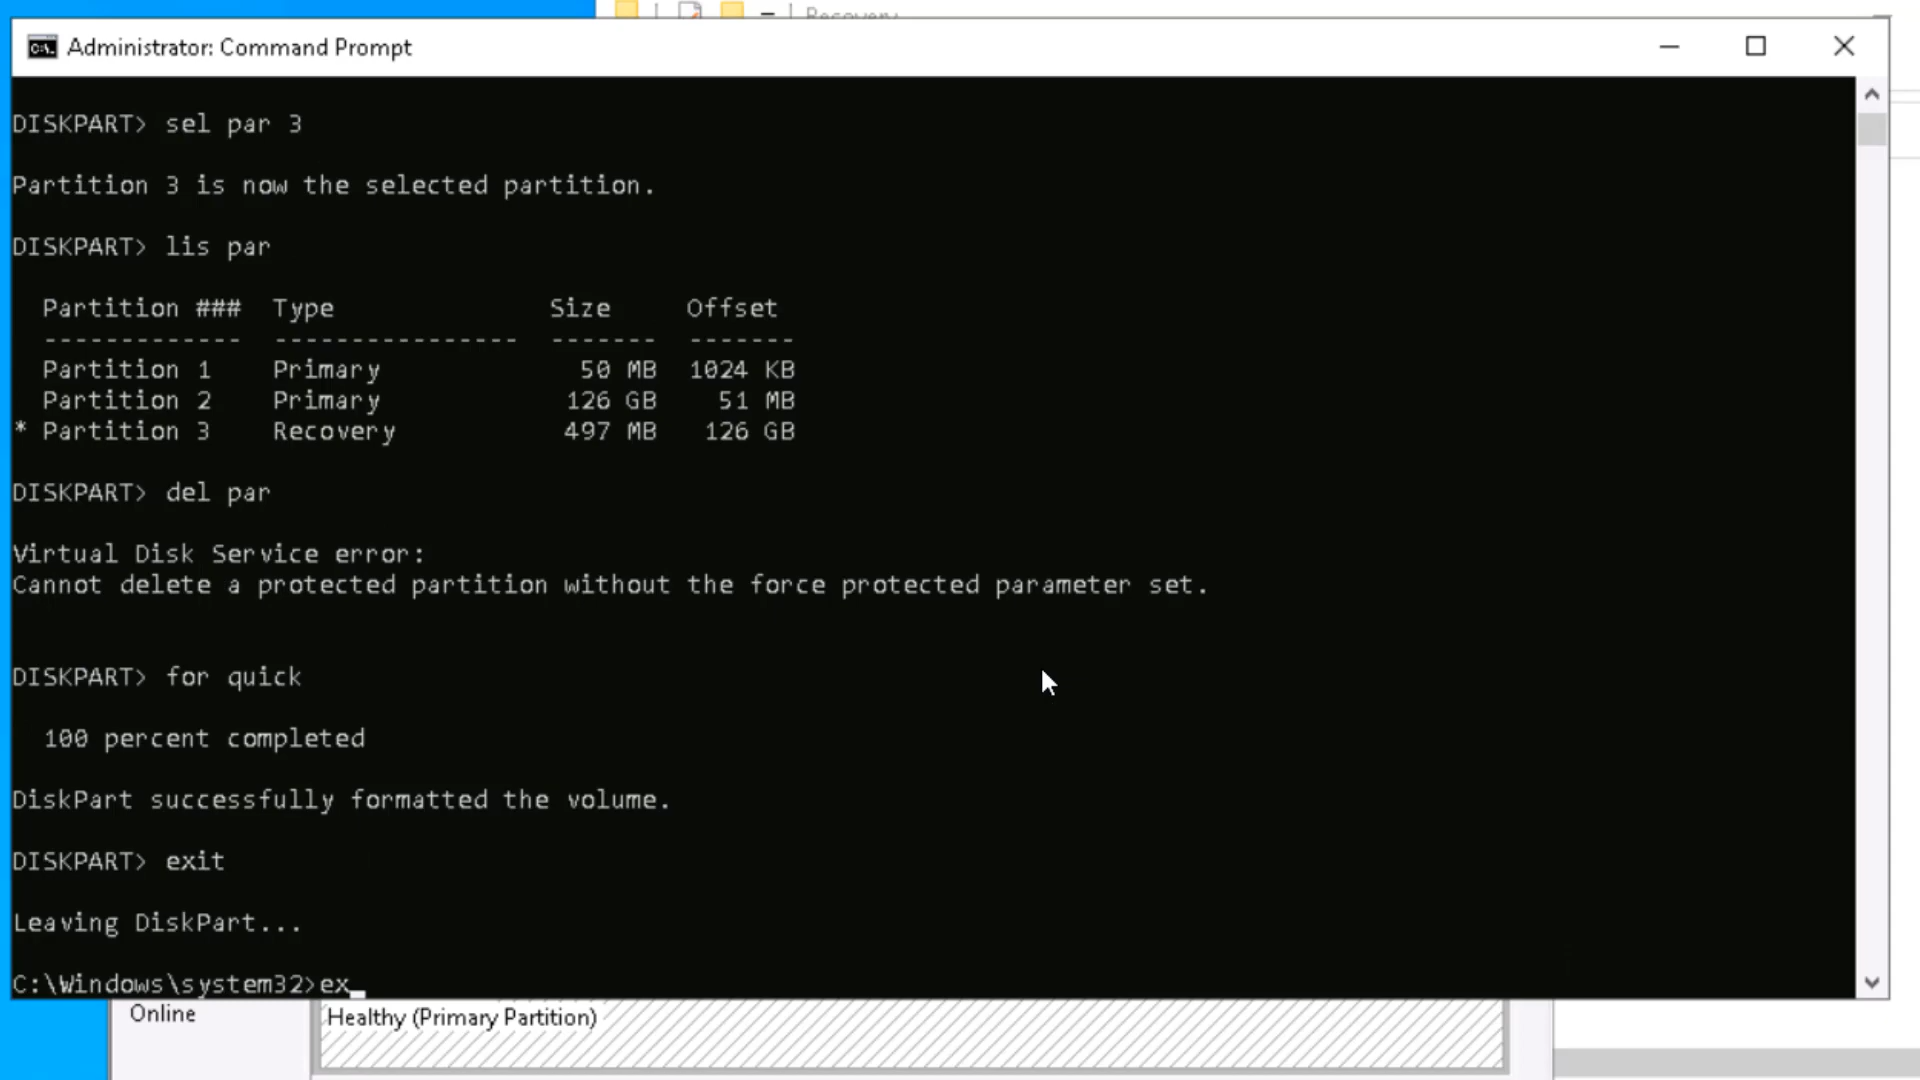 Recovery
Administrator: Command Prompt
DISKPART> sel par 3
Partition 3 is now the selected partition.
DISKPART> lis par
Partition ### Type Size Offset
------------- ---------------- ------- -------
Partition 1 Primary 50 MB 1024 KB
Partition 2 Primary 126 GB 51 MB
* Partition 3 Recovery 497 MB 126 GB
DISKPART> del par
Virtual Disk Service error:
Cannot delete a protected partition without the force protected parameter set.
DISKPART> for quick
100 percent completed
DiskPart successfully formatted the volume.
DISKPART> exit
Leaving DiskPart...
C:\Windows\system32>ex_
Online
Healthy (Primary Partition)